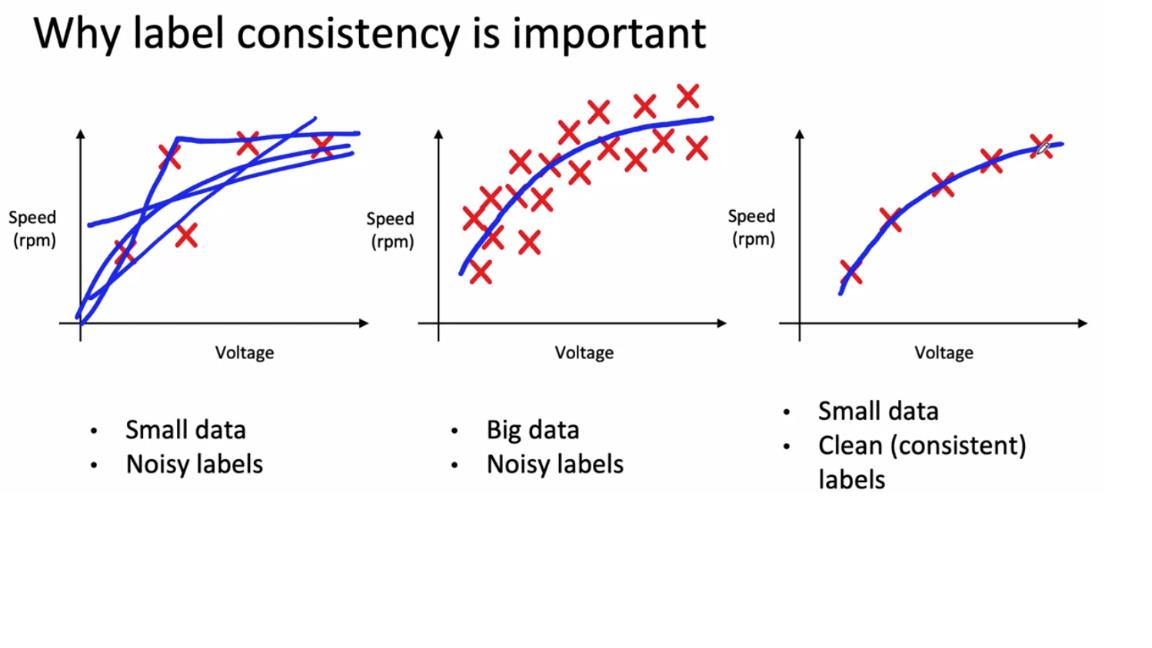 Why label consistency is important
Speed
(rpm)
Voltage
• Small data
• Noisy labels
Speed
(rpm)
Voltage
• Big data
• Noisy labels
Speed
(rpm)
Voltage
• Small data
• Clean (consistent)
labels